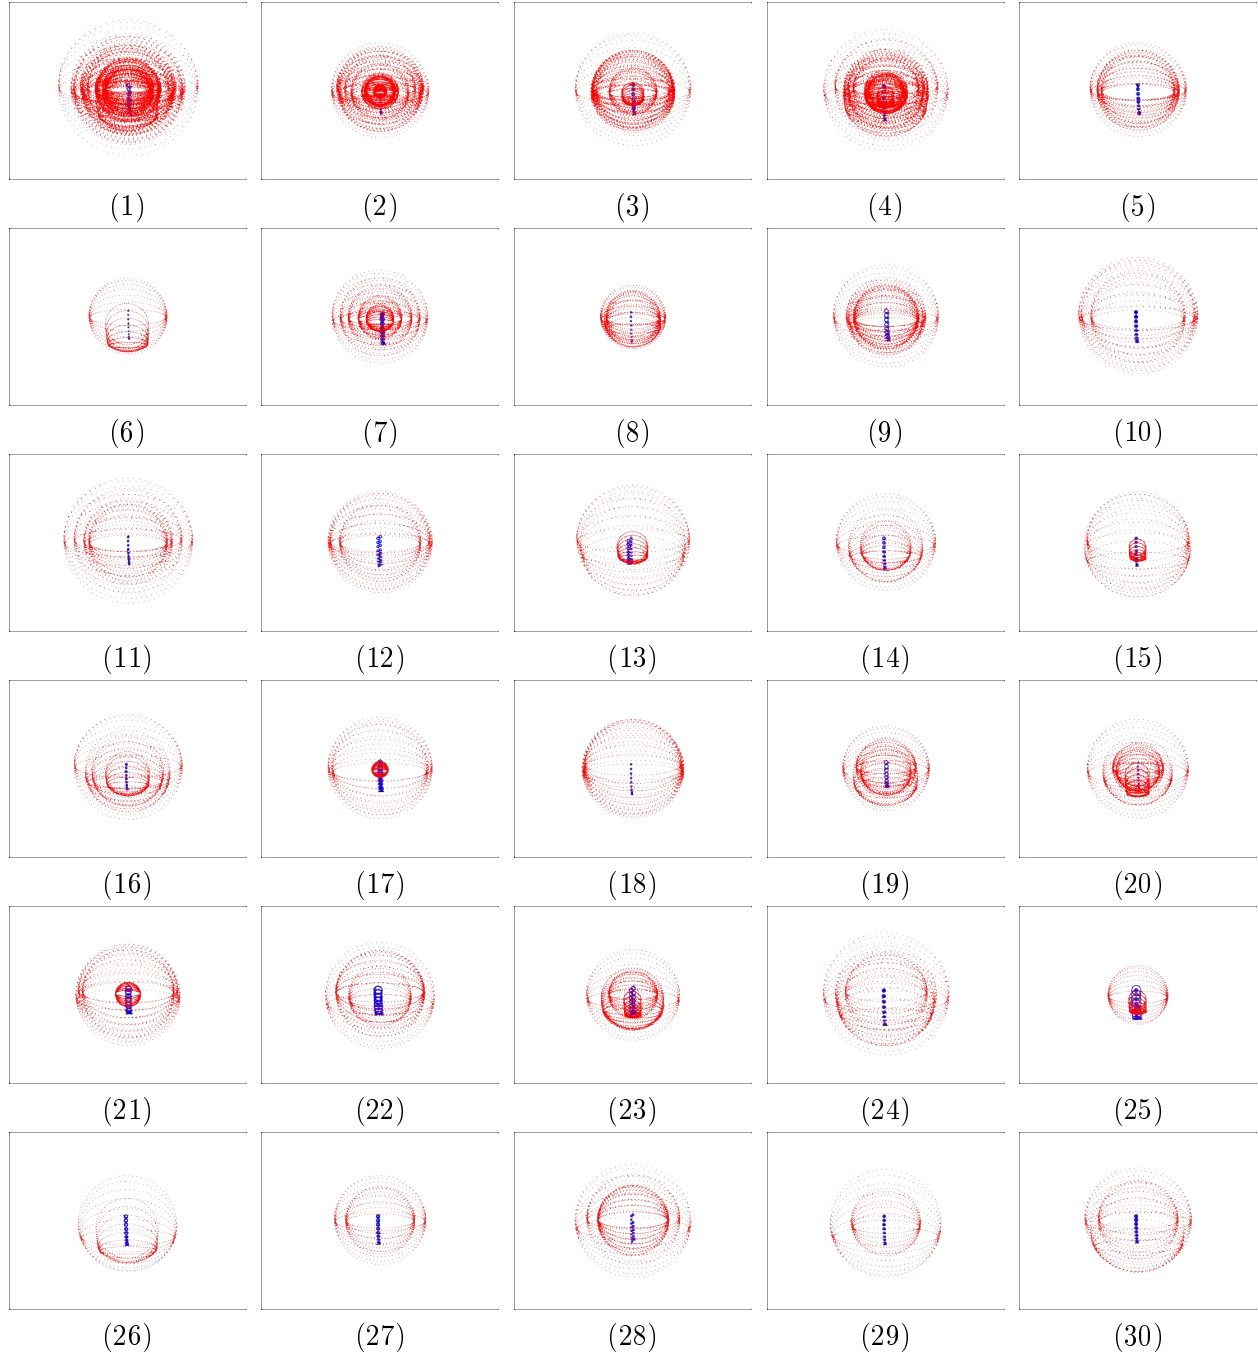 (1) (2) (3) (4) (5)
(6) (7) (8) (9) (10)
(11) (12) (13) (14) (15)
(16) (17) (18) (19) (20)
(21) (22) (23) (24) (25)
(26) (27) (28) (29) (30)